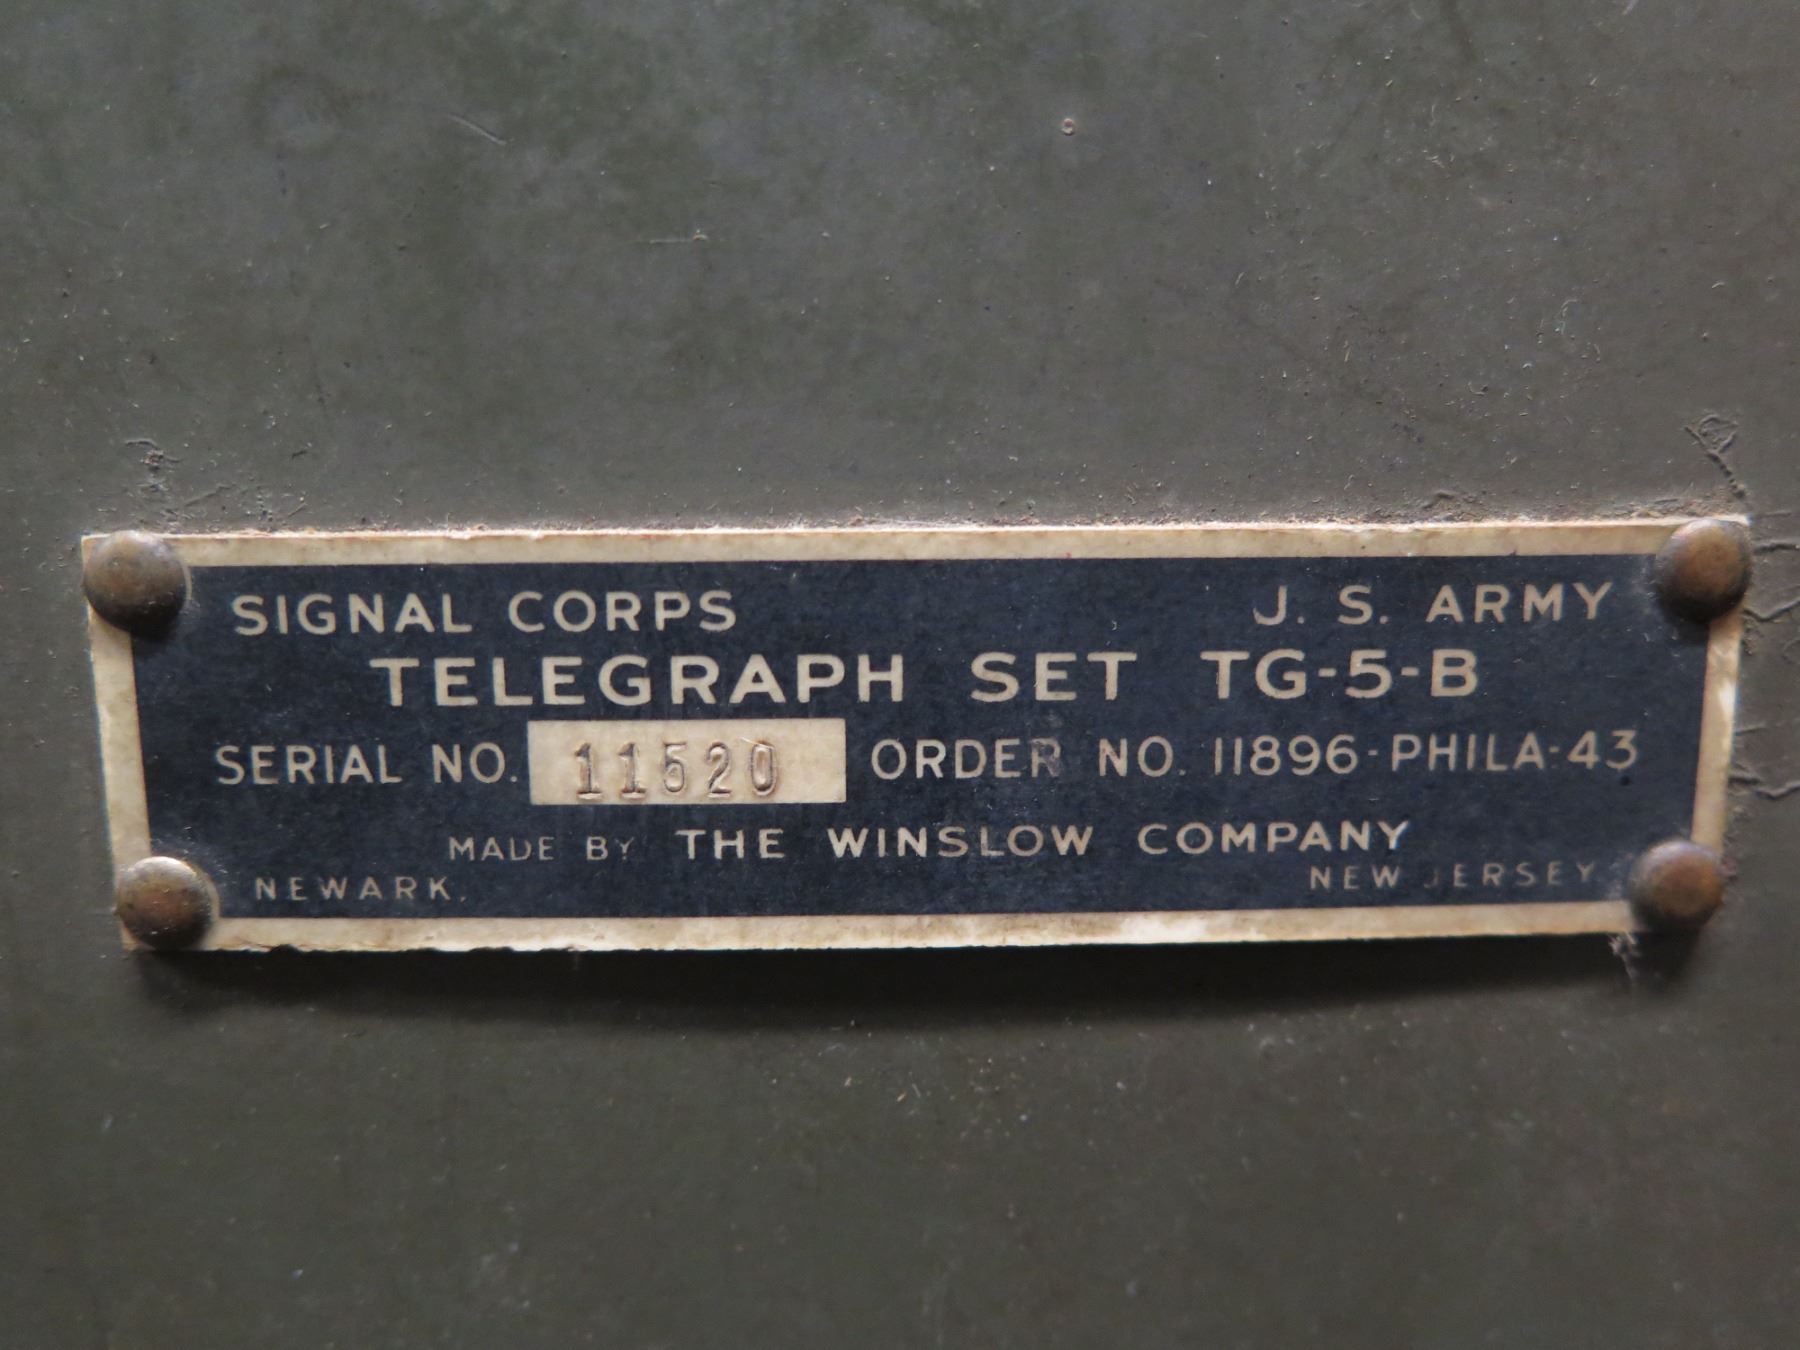 SIGNAL CORPS J. S. ARMY
TELEGRAPH SET TG-5-B
SERIAL NO. 11520 ORDER NO. 11896-PHILA-43
MADE BY THE WINSLOW COMPANY
NEWARK, NEW JERSEY